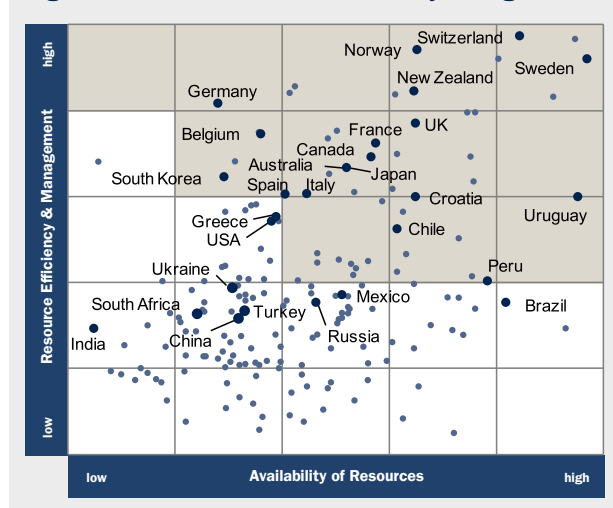 Switzerland
Norway
Sweden
New Zealand
Germany
Belgium
France
UK
Canada
Australia
Japan
South Korea
Spain
Italy
Croatia
Uruguay
Greece
USA
Chile
Ukraine
Peru
South Africa
Turkey
Mexico
Brazil
India
China
Russia
high
Resource Efficiency & Management
low
low
Availability of Resources
high